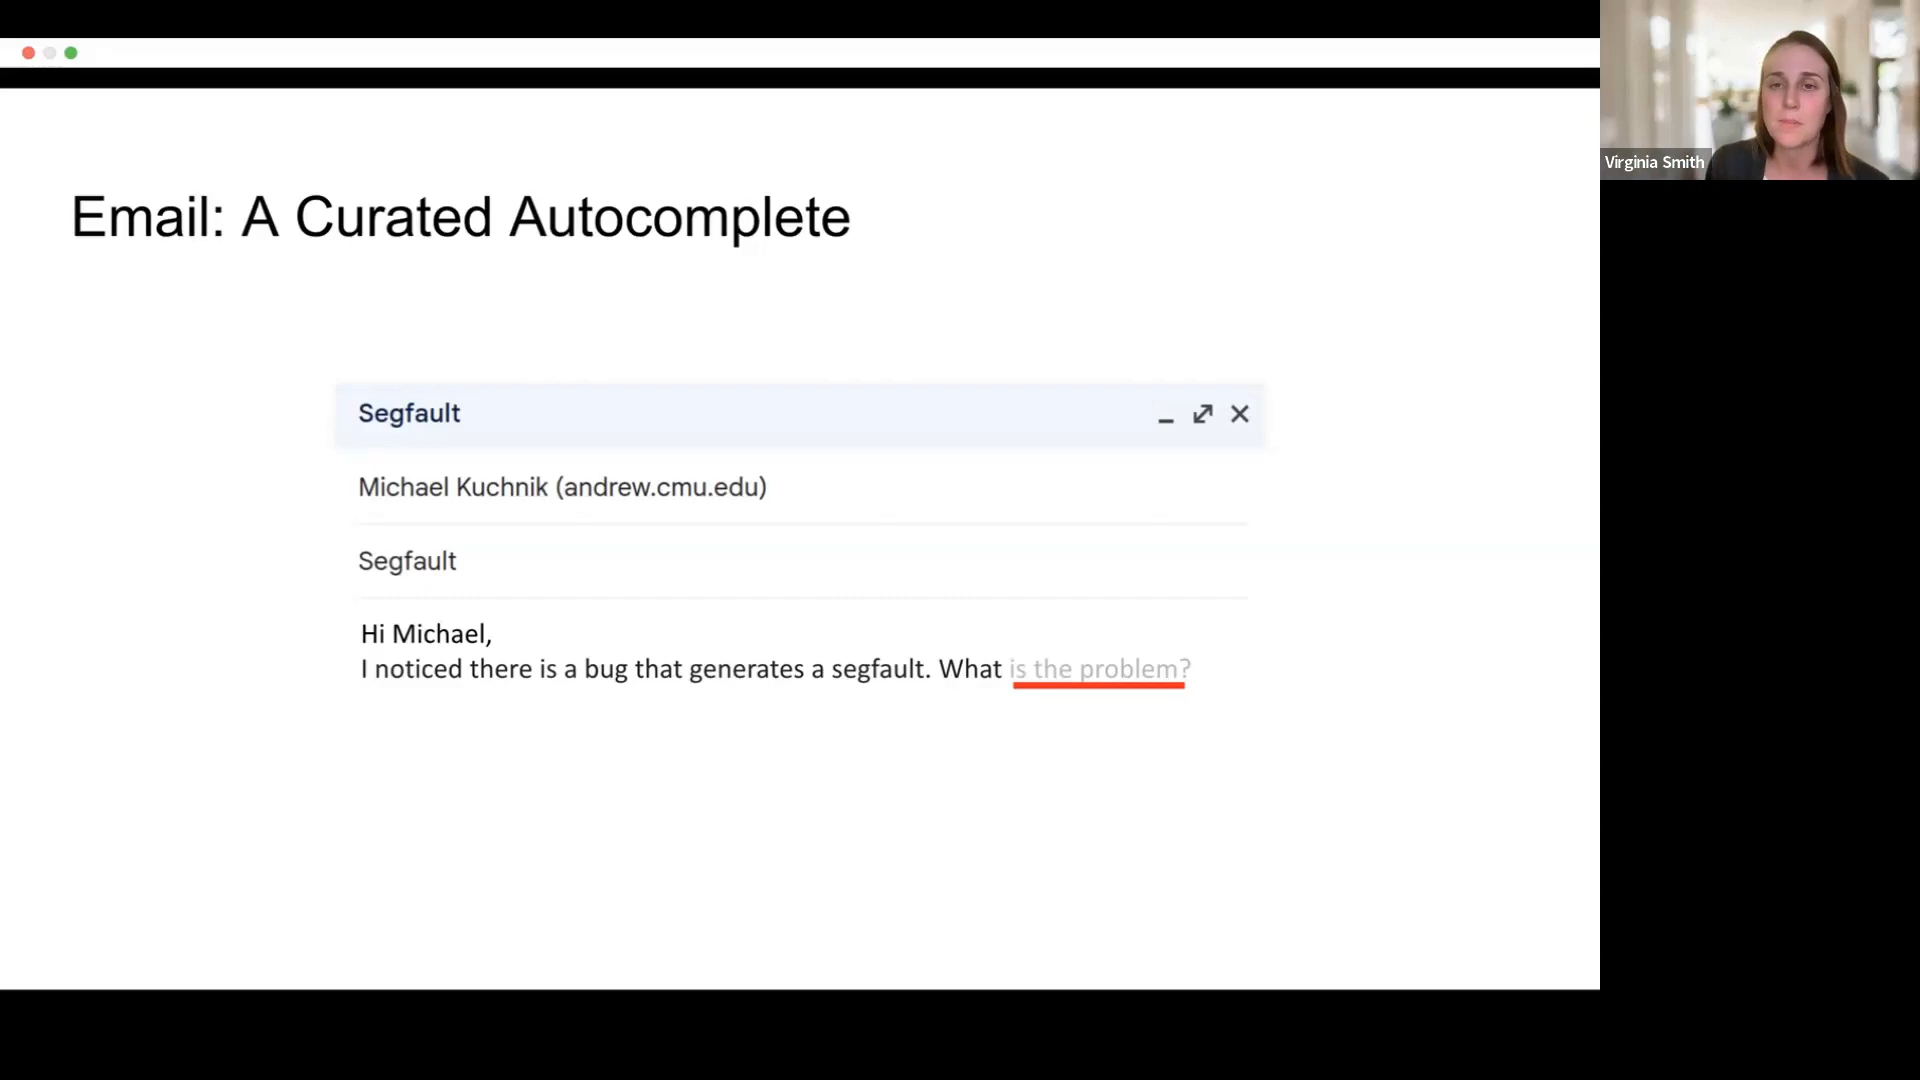 Virginia Smith
Email: A Curated Autocomplete
Segfault
Michael Kuchnik (andrew.cmu.edu)
Segfault
Hi Michael,
I noticed there is a bug that generates a segfault. What is the problem?